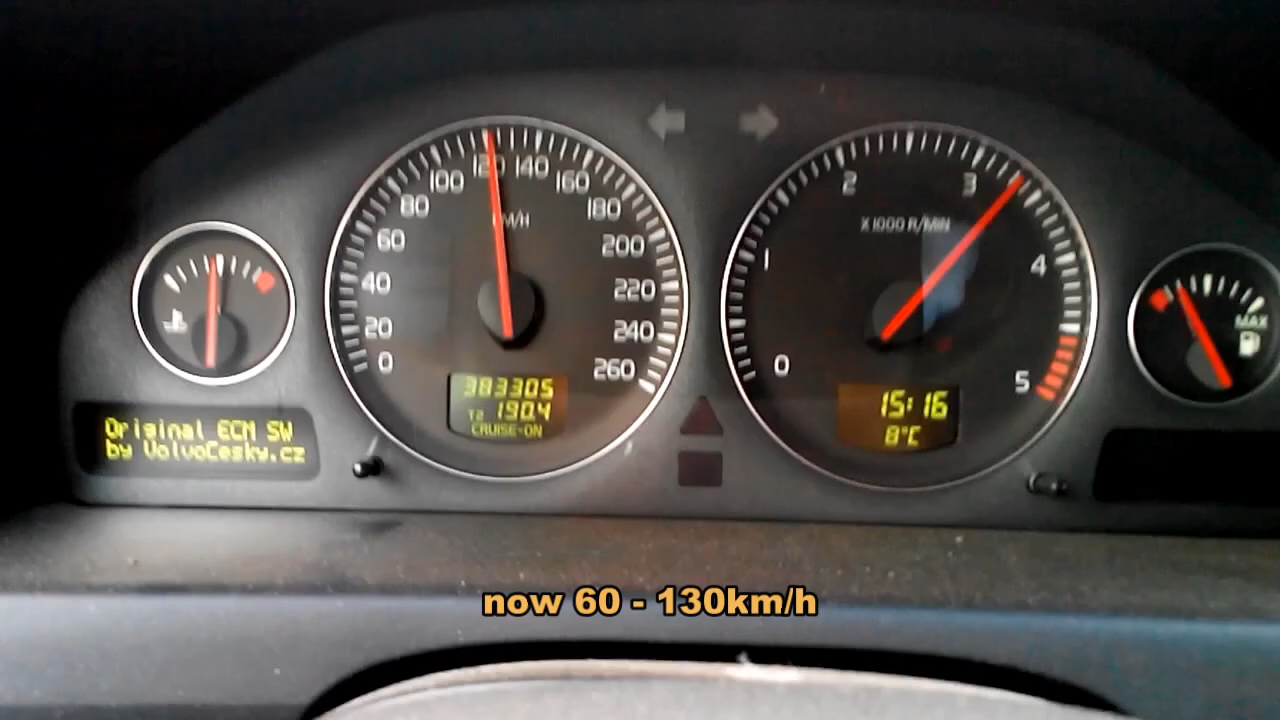 0
20
40
60
80
100
120
140
160
180
200
220
240
260
KM/H
383305
T2 190.4
CRUISE-ON
0
1
2
3
4
5
X1000 R/MIN
15:16
8°C
MAX
Original ECM SW
by VolvoCesky.cz
now 60 - 130km/h